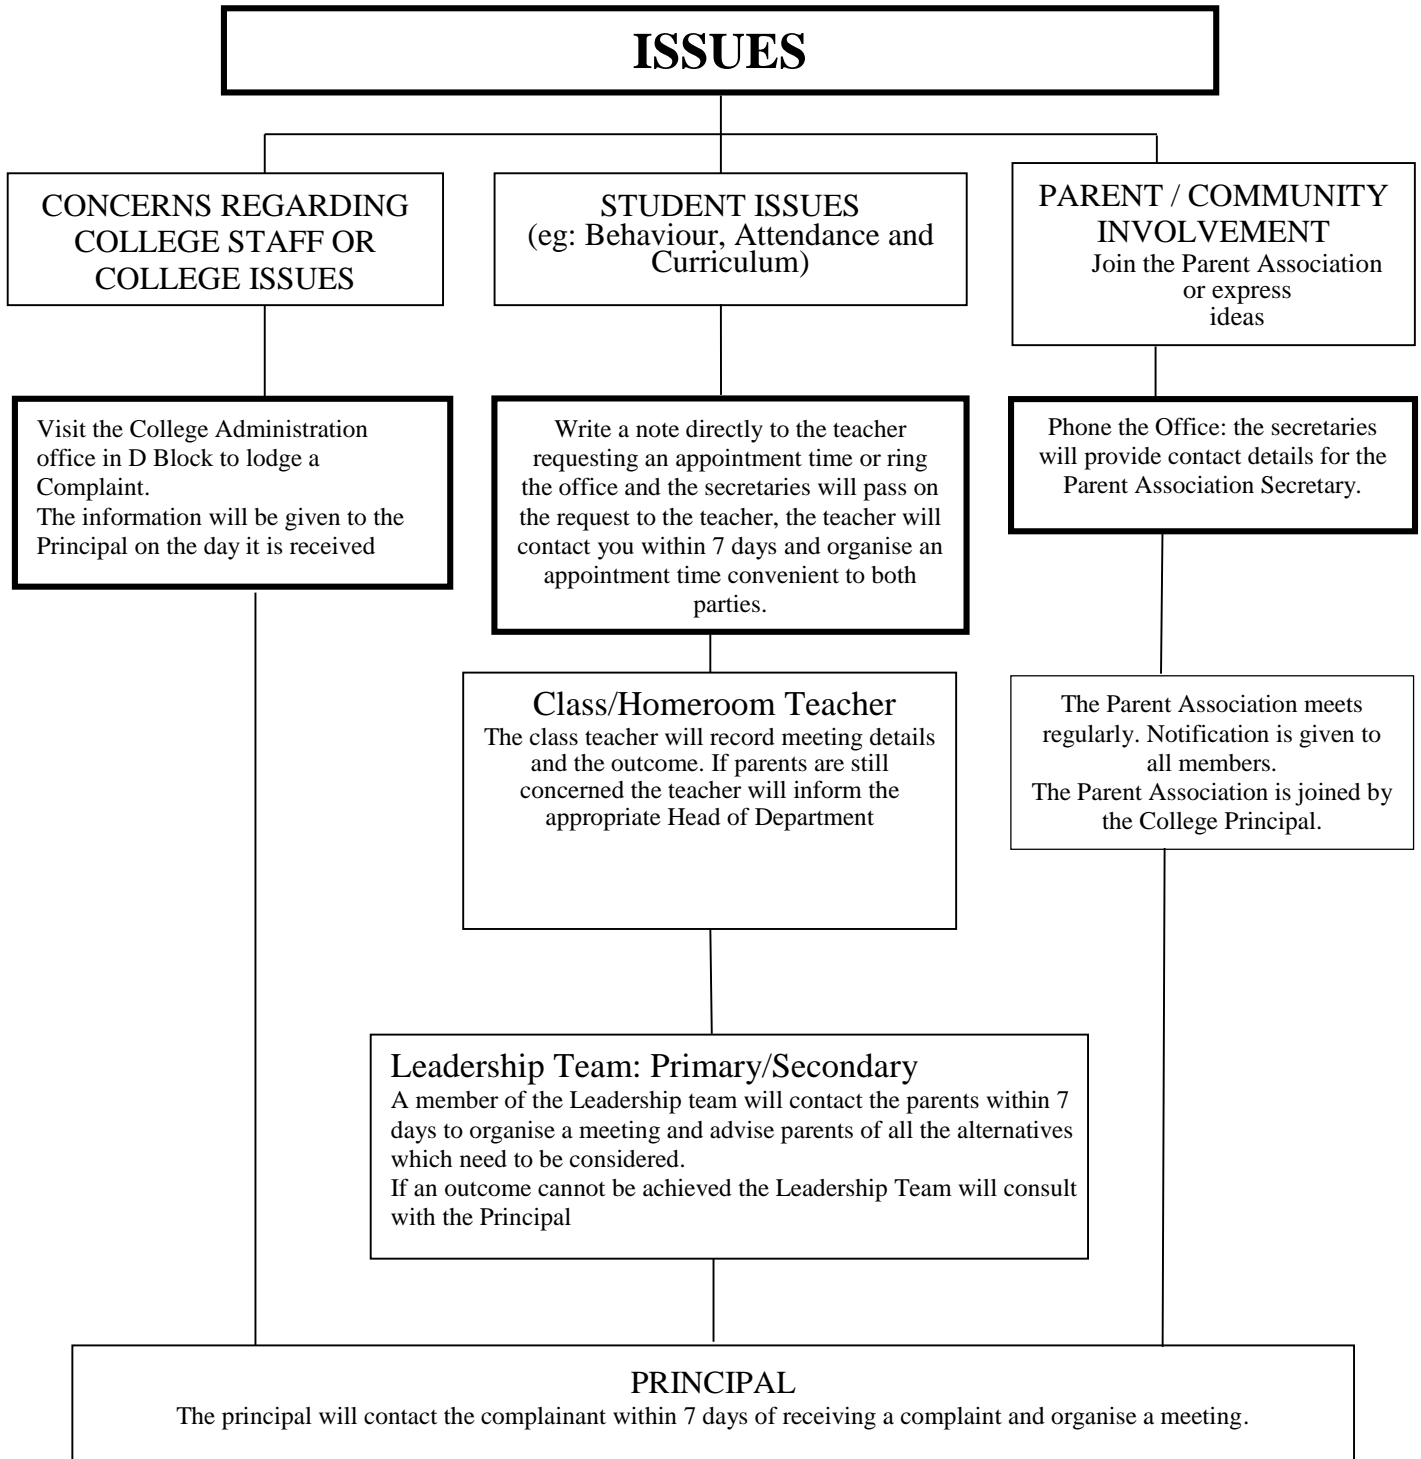 ISSUES
CONCERNS REGARDING
COLLEGE STAFF OR
COLLEGE ISSUES
STUDENT ISSUES
(eg: Behaviour, Attendance and
Curriculum)
PARENT / COMMUNITY
INVOLVEMENT
Join the Parent Association
or express
ideas
Visit the College Administration
office in D Block to lodge a
Complaint.
The information will be given to the
Principal on the day it is received
Write a note directly to the teacher
requesting an appointment time or ring
the office and the secretaries will pass on
the request to the teacher, the teacher will
contact you within 7 days and organise an
appointment time convenient to both
parties.
Phone the Office: the secretaries
will provide contact details for the
Parent Association Secretary.
Class/Homeroom Teacher
The class teacher will record meeting details
and the outcome. If parents are still
concerned the teacher will inform the
appropriate Head of Department
The Parent Association meets
regularly. Notification is given to
all members.
The Parent Association is joined by
the College Principal.
Leadership Team: Primary/Secondary
A member of the Leadership team will contact the parents within 7
days to organise a meeting and advise parents of all the alternatives
which need to be considered.
If an outcome cannot be achieved the Leadership Team will consult
with the Principal
PRINCIPAL
The principal will contact the complainant within 7 days of receiving a complaint and organise a meeting.